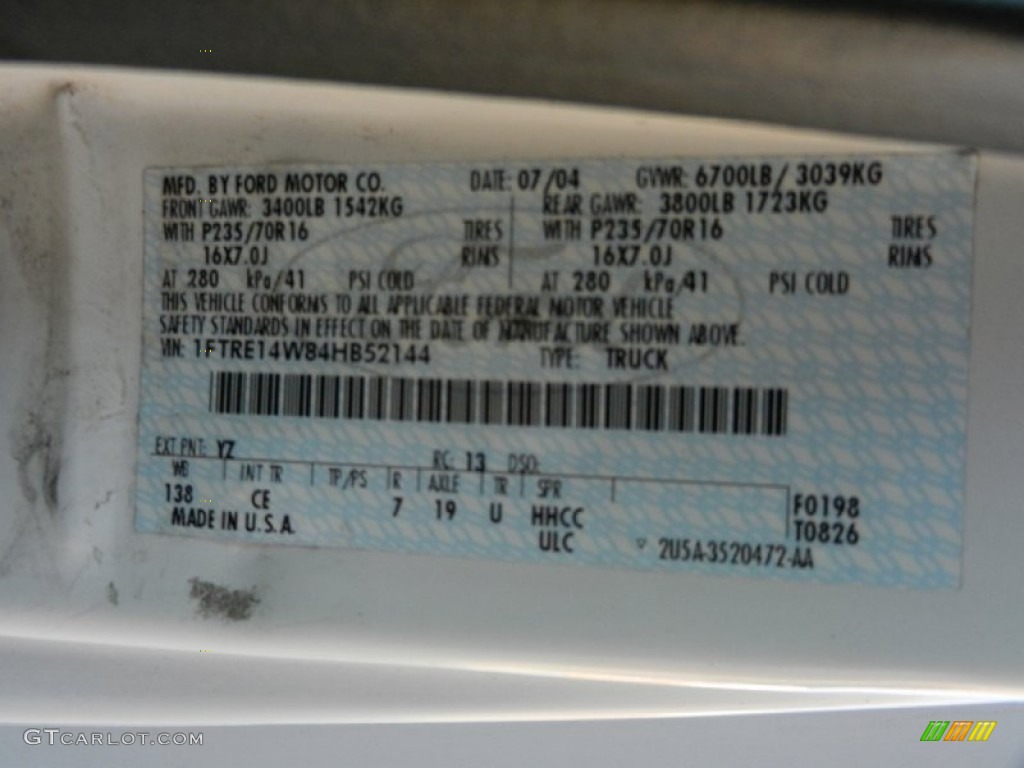 MFD. BY FORD MOTOR CO. DATE: 07/04 GVWR: 6700LB/ 3039KG
FRONT GAWR: 3400LB 1542KG REAR GAWR: 3800LB 1723KG
WITH P235/70R16 TIRES WITH P235/70R16 TIRES
16X7.0J RIMS 16X7.0J RIMS
AT 280 kPa/41 PSI COLD AT 280 kPa/41 PSI COLD
THIS VEHICLE CONFORMS TO ALL APPLICABLE FEDERAL MOTOR VEHICLE
SAFETY STANDARDS IN EFFECT ON THE DATE OF MANUFACTURE SHOWN ABOVE.
VIN: 1FTRE14W84HB52144 TYPE: TRUCK
EXT PNT: YZ RC: 13 DSO:
WB INT TR TP/PS R AXLE TR SPR
138 CE 7 19 U HHCC F0198
MADE IN U.S.A. ULC T0826
2U5A-3520472-AA
GTCARLOT.COM